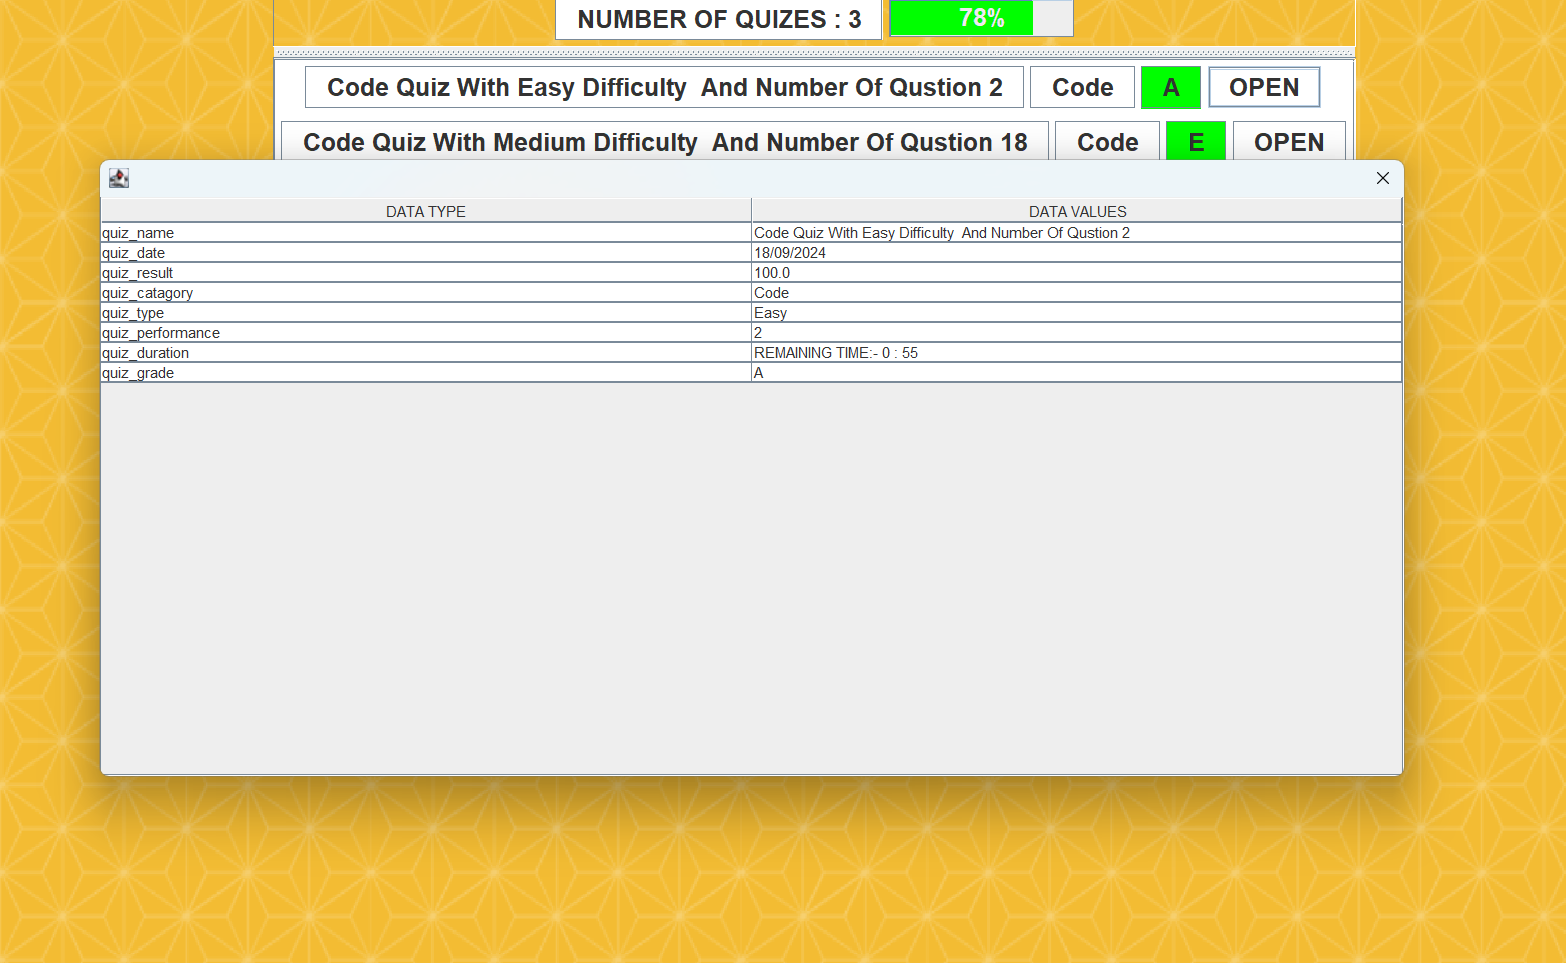 NUMBER OF QUIZES : 3 78%
Code Quiz With Easy Difficulty  And Number Of Qustion 2 Code A OPEN
Code Quiz With Medium Difficulty  And Number Of Qustion 18 Code E OPEN
DATA TYPE DATA VALUES
quiz_name Code Quiz With Easy Difficulty  And Number Of Qustion 2
quiz_date 18/09/2024
quiz_result 100.0
quiz_catagory Code
quiz_type Easy
quiz_performance 2
quiz_duration REMAINING TIME:- 0 : 55
quiz_grade A